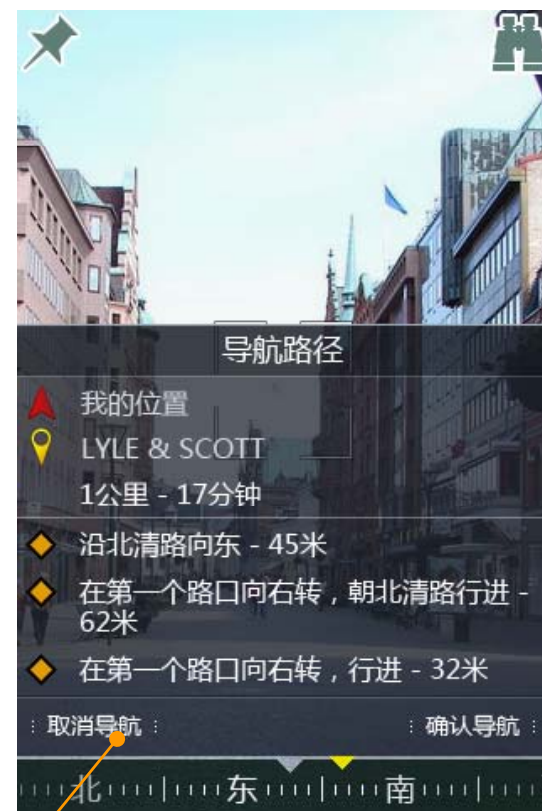 导航路径
我的位置
LYLE & SCOTT
1公里 - 17分钟
沿北清路向东 - 45米
在第一个路口向右转，朝北清路行进 -
62米
在第一个路口向右转，行进 - 32米
取消导航
确认导航
北 东 南